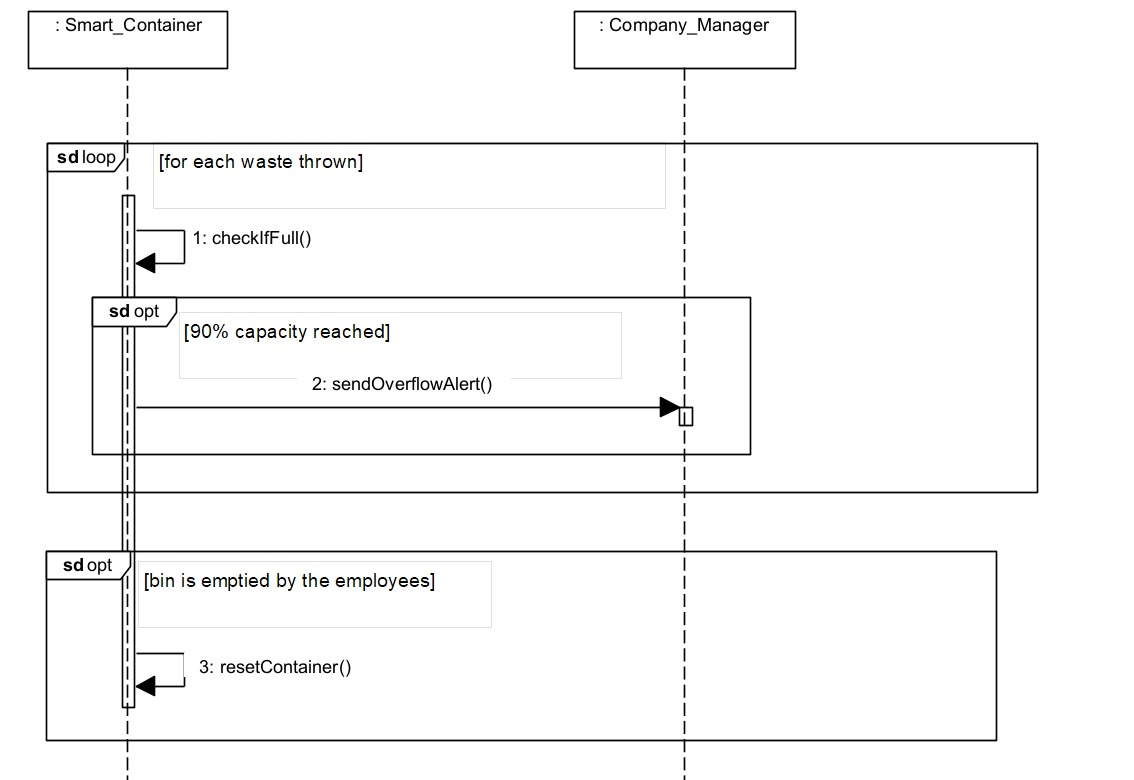 : Smart_Container
: Company_Manager
sd loop
[for each waste thrown]
1: checkIfFull()
sd opt
[90% capacity reached]
2: sendOverflowAlert()
sd opt
[bin is emptied by the employees]
3: resetContainer()